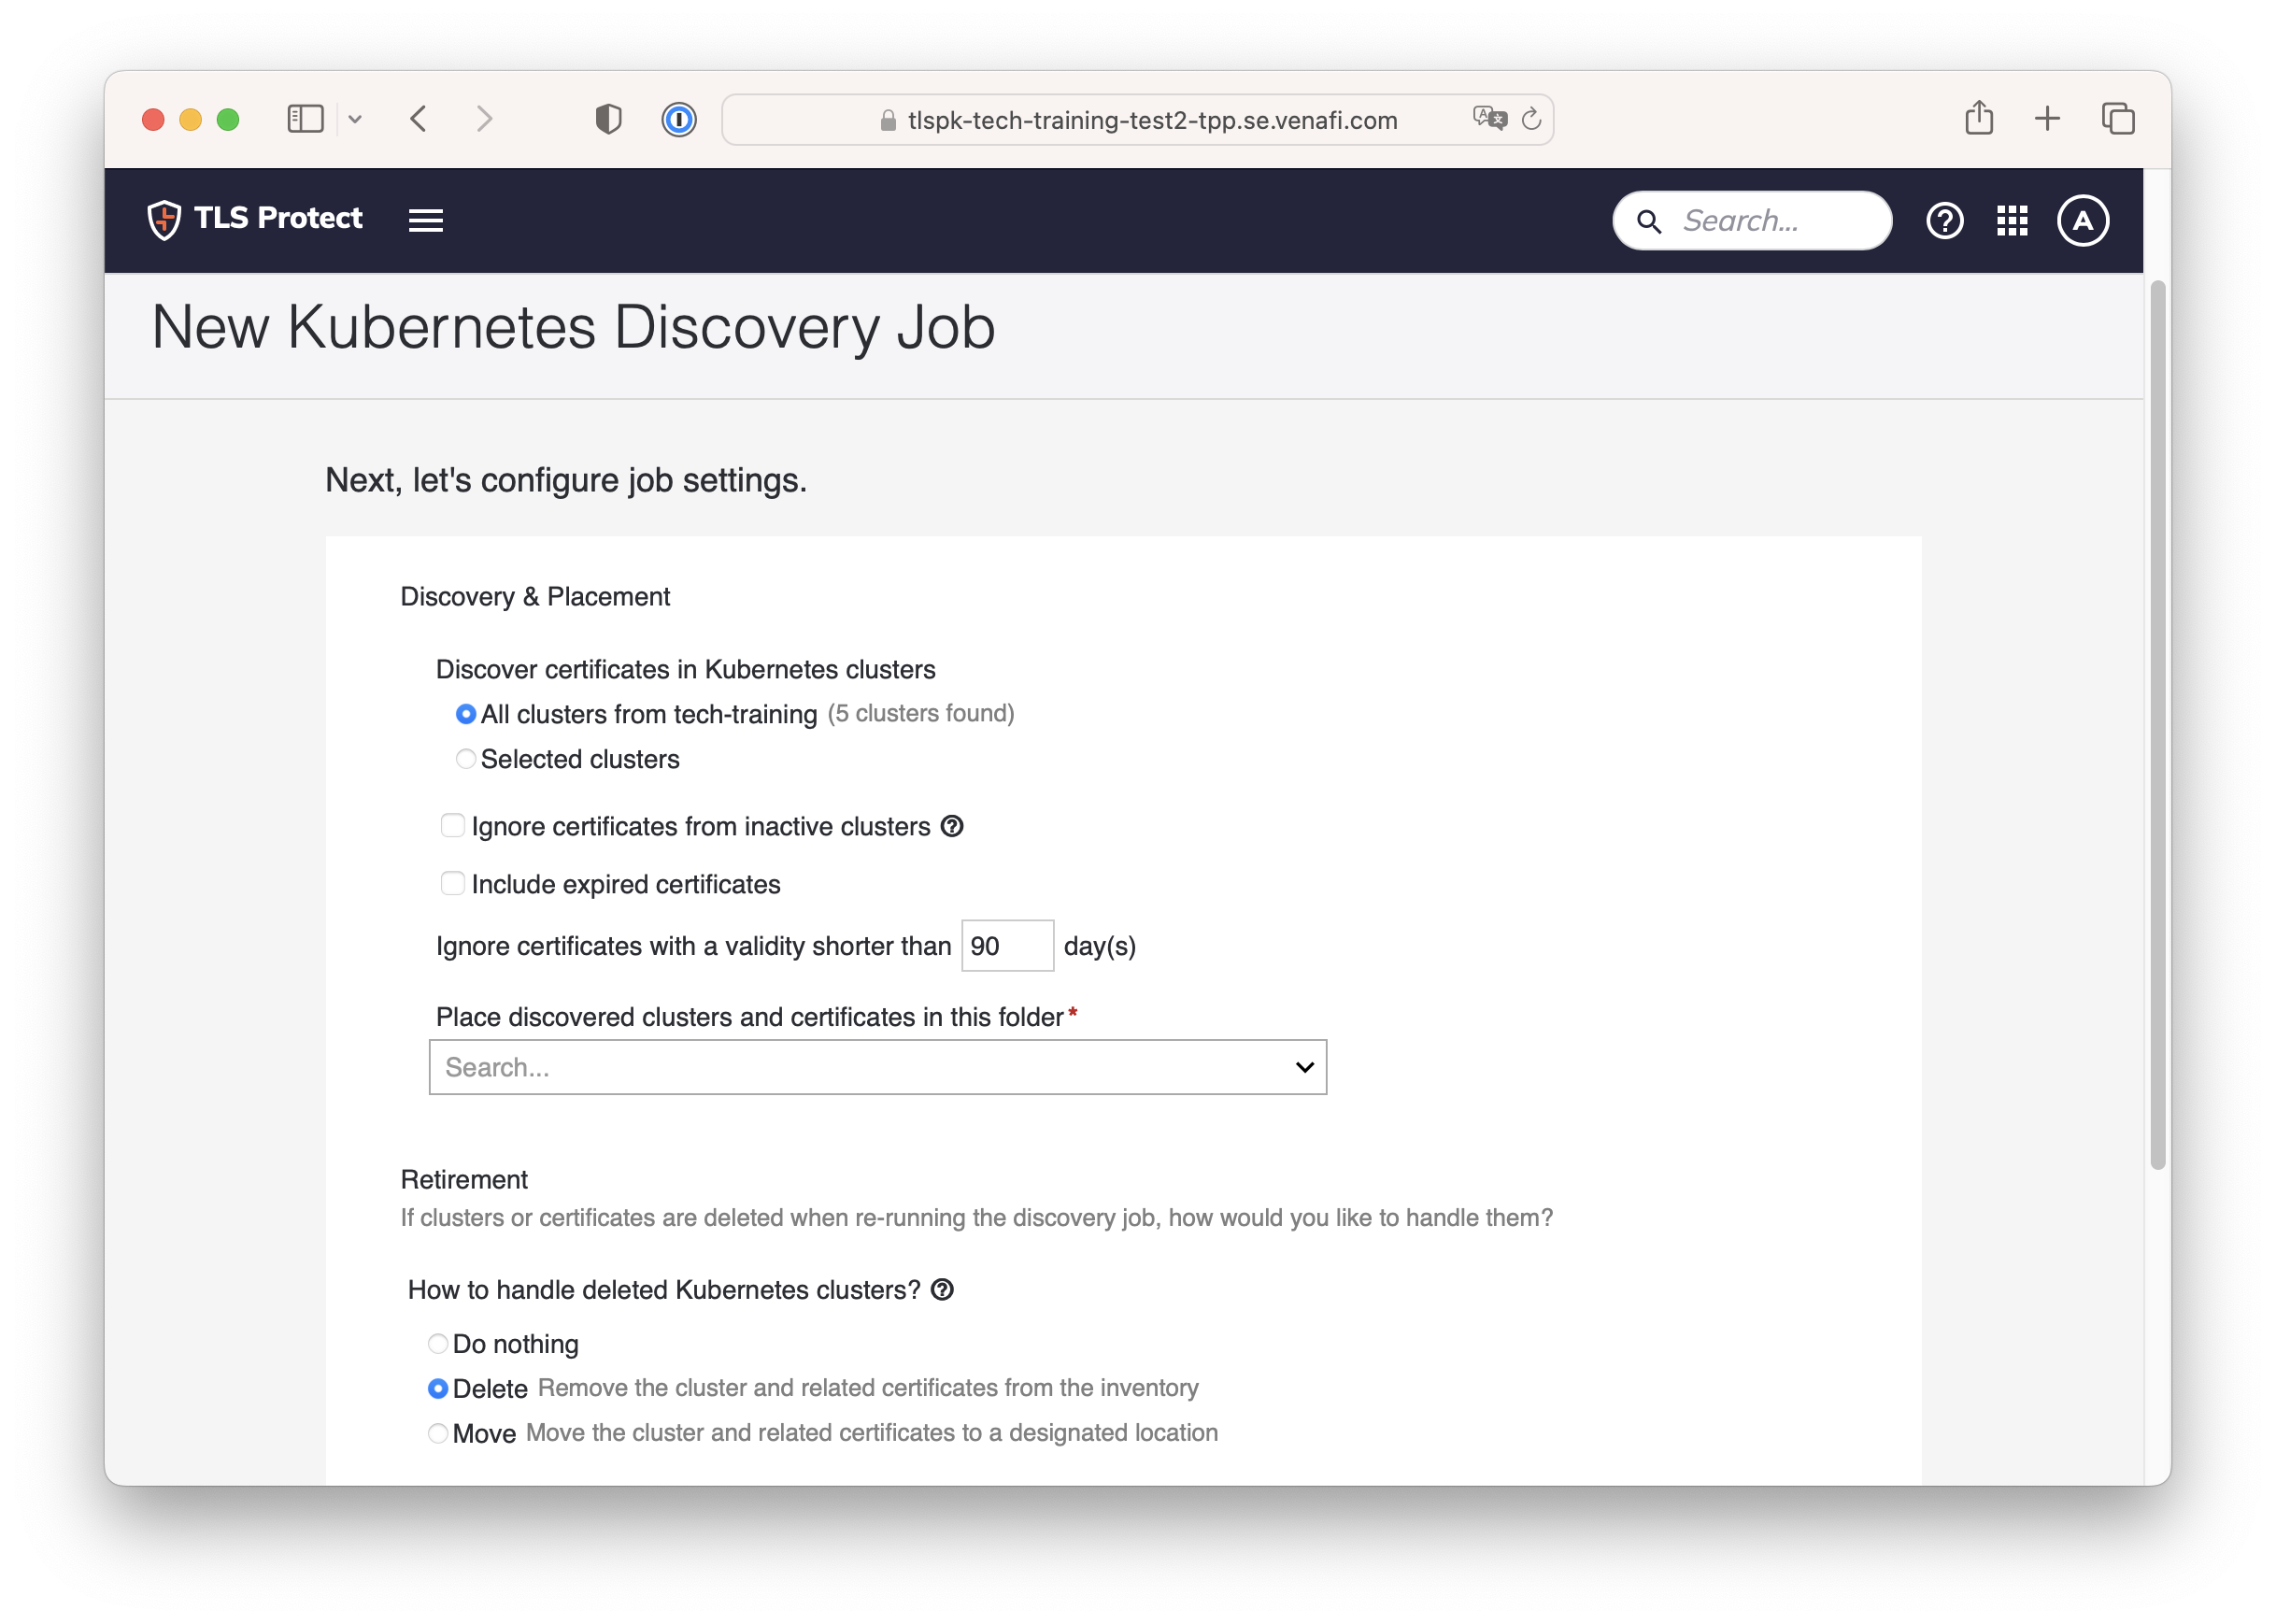 tlspk-tech-training-test2-tpp.se.venafi.com
TLS Protect
Search...
A
New Kubernetes Discovery Job
Next, let's configure job settings.
Discovery & Placement
Discover certificates in Kubernetes clusters
All clusters from tech-training (5 clusters found)
Selected clusters
Ignore certificates from inactive clusters ?
Include expired certificates
Ignore certificates with a validity shorter than 90 day(s)
Place discovered clusters and certificates in this folder*
Search...
Retirement
If clusters or certificates are deleted when re-running the discovery job, how would you like to handle them?
How to handle deleted Kubernetes clusters? ?
Do nothing
Delete Remove the cluster and related certificates from the inventory
Move Move the cluster and related certificates to a designated location